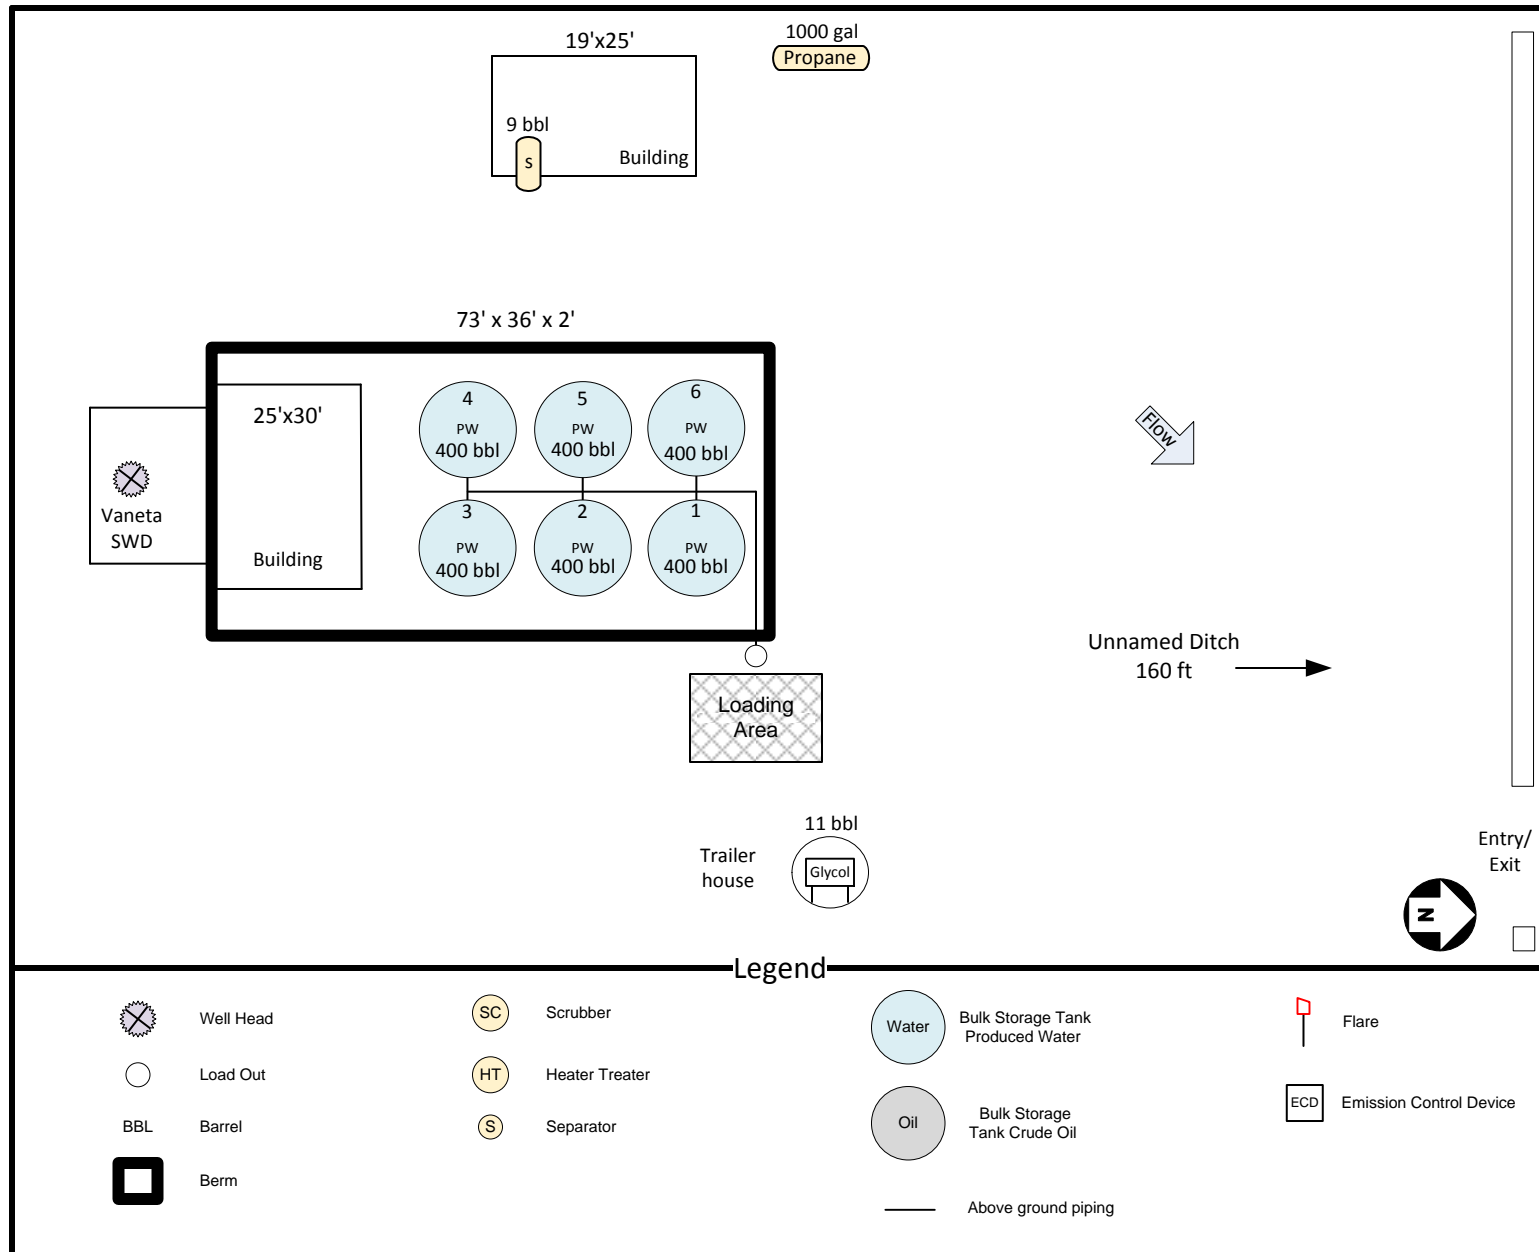 19'x25'
1000 gal
Propane
9 bbl
s
Building
73' x 36' x 2'
25'x30'
Building
Vaneta
SWD
4
PW
400 bbl
5
PW
400 bbl
6
PW
400 bbl
3
PW
400 bbl
2
PW
400 bbl
1
PW
400 bbl
Flow
Unnamed Ditch
160 ft
Loading
Area
11 bbl
Trailer
house
Glycol
Entry/
Exit
N
Legend
Well Head
Load Out
BBL Barrel
Berm
SC Scrubber
HT Heater Treater
S Separator
Water
Bulk Storage Tank
Produced Water
Oil
Bulk Storage
Tank Crude Oil
Above ground piping
Flare
ECD Emission Control Device